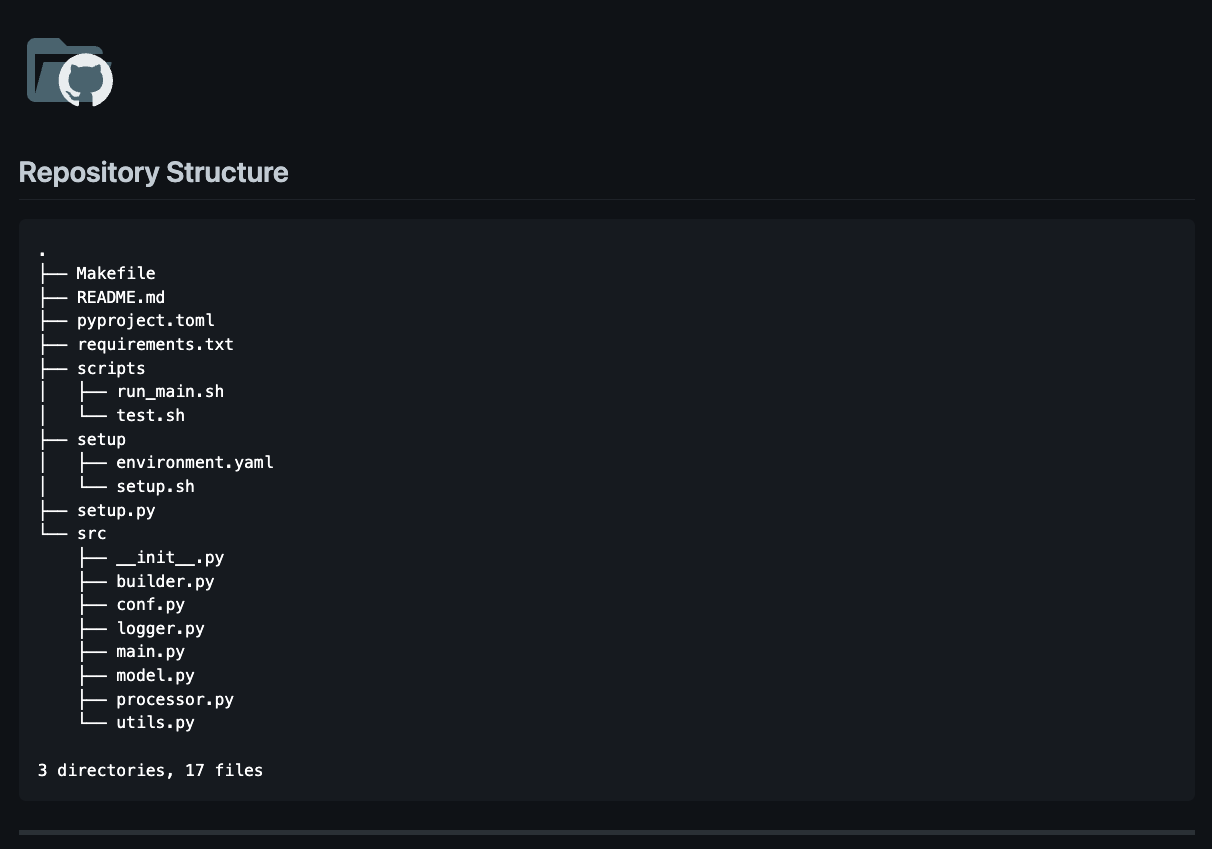 Repository Structure
.
├── Makefile
├── README.md
├── pyproject.toml
├── requirements.txt
├── scripts
│   ├── run_main.sh
│   └── test.sh
├── setup
│   ├── environment.yaml
│   └── setup.sh
├── setup.py
└── src
    ├── __init__.py
    ├── builder.py
    ├── conf.py
    ├── logger.py
    ├── main.py
    ├── model.py
    ├── processor.py
    └── utils.py
3 directories, 17 files